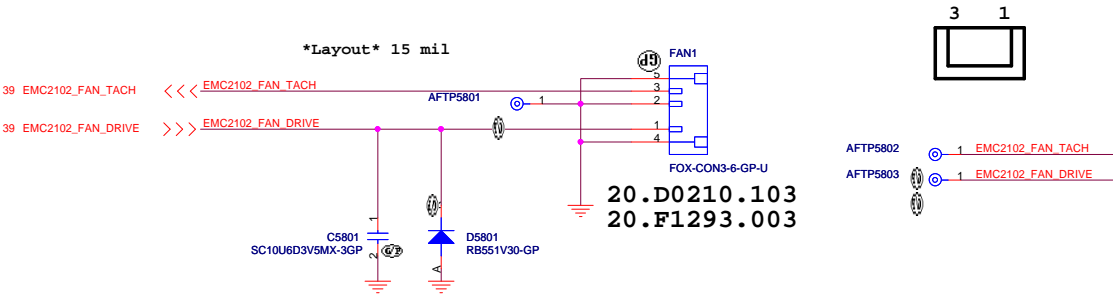 3 1
*Layout* 15 mil
FAN1
GP
5
39 EMC2102_FAN_TACH
EMC2102_FAN_TACH
3
AFTP5801
1
2
39 EMC2102_FAN_DRIVE
EMC2102_FAN_DRIVE
1
4
FOX-CON3-6-GP-U
AFTP5802
1
EMC2102_FAN_TACH
AFTP5803
1
EMC2102_FAN_DRIVE
20.D0210.103
20.F1293.003
1
C5801
SC10U6D3V5MX-3GP
2
G/P
D5801
RB551V30-GP
A